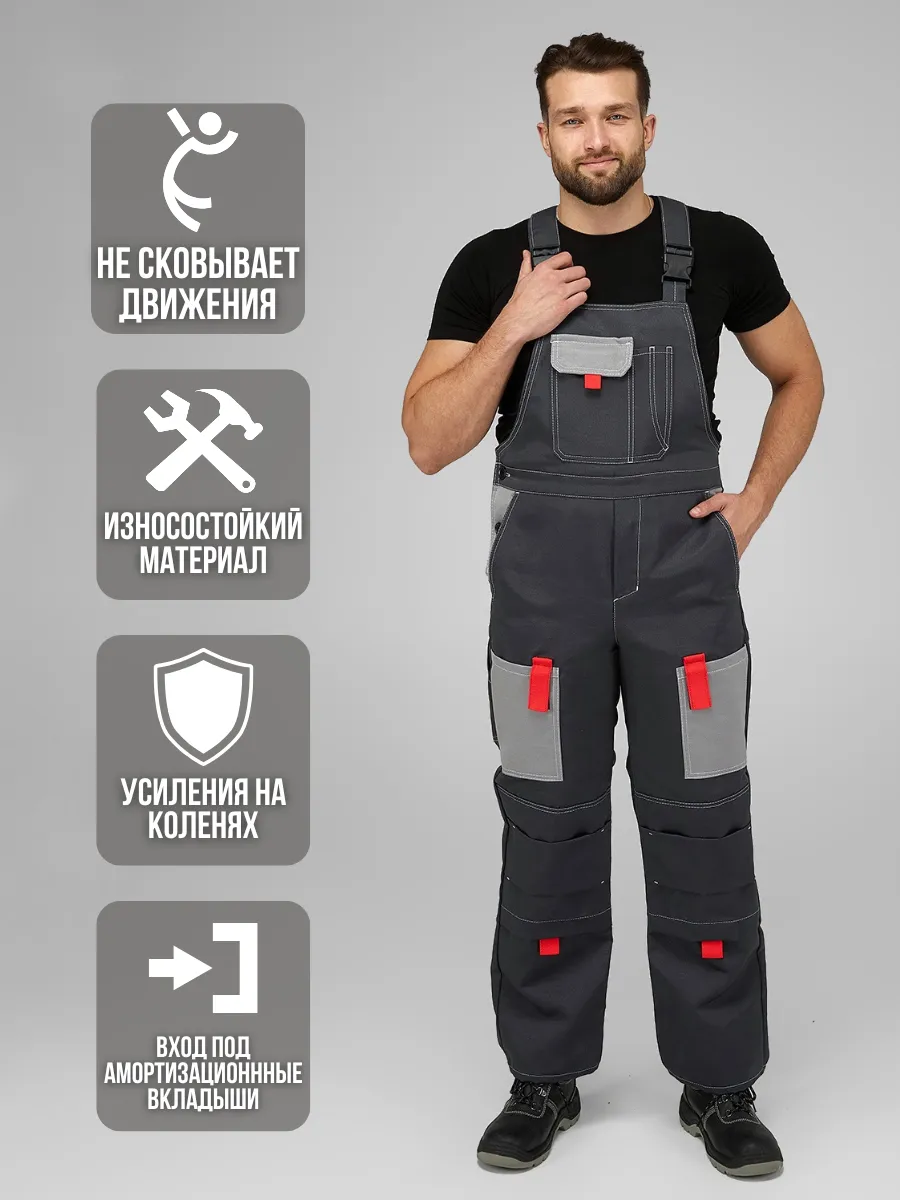 НЕ СКОВЫВАЕТ
ДВИЖЕНИЯ
ИЗНОСОСТОЙКИЙ
МАТЕРИАЛ
УСИЛЕНИЯ НА
КОЛЕНЯХ
ВХОД ПОД
АМОРТИЗАЦИОНННЫЕ
ВКЛАДЫШИ